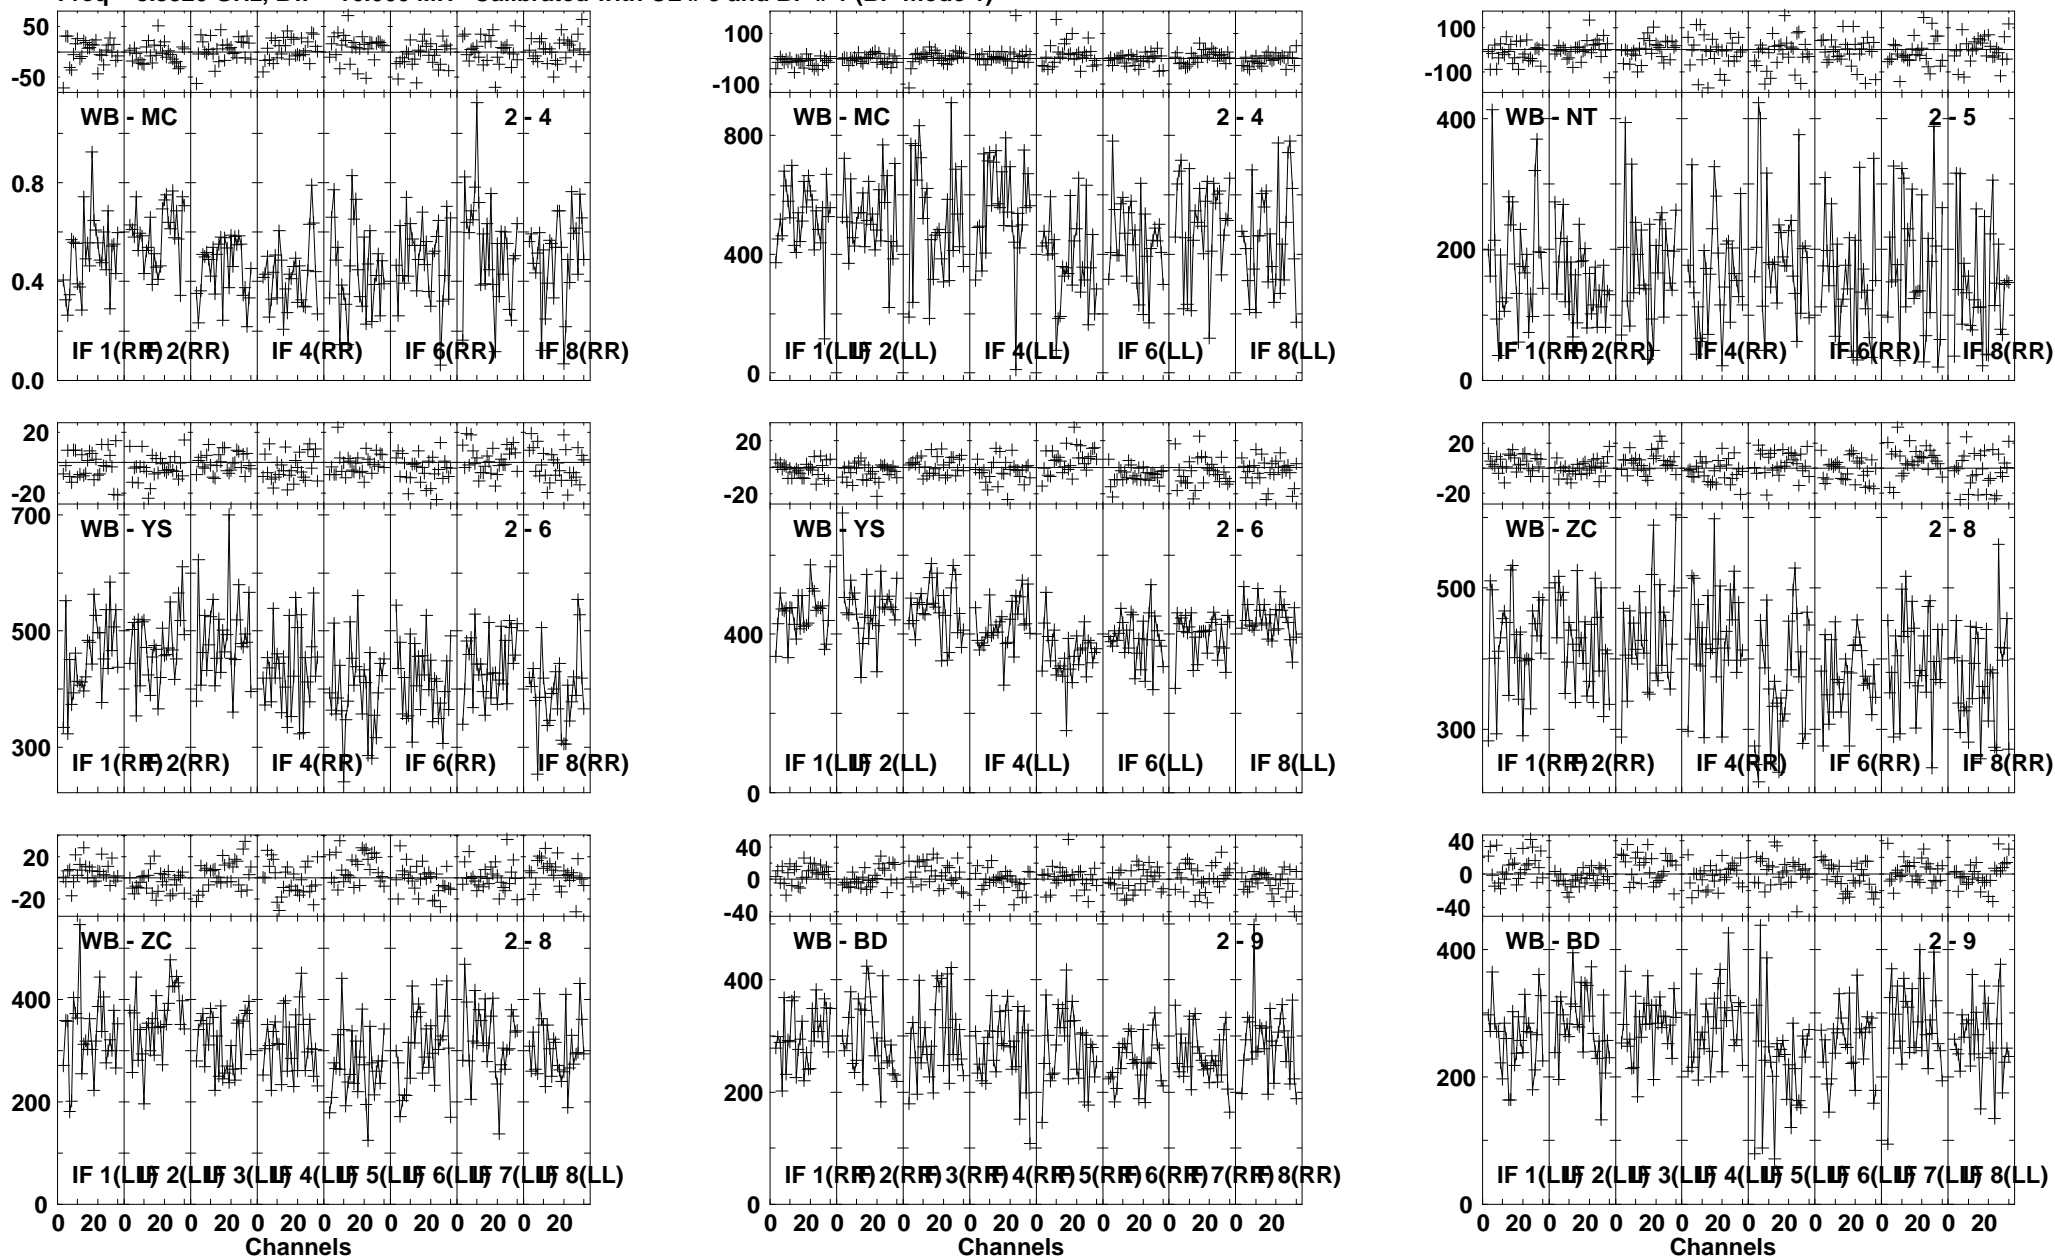 50
-50
WB - MC 2 - 4
0.8
0.4
0.0
IF 1(RR) IF 2(RR) IF 4(RR) IF 6(RR) IF 8(RR)
100
-100
WB - MC 2 - 4
800
400
0
IF 1(LL) IF 2(LL) IF 4(LL) IF 6(LL) IF 8(LL)
100
-100
WB - NT 2 - 5
400
200
0
IF 1(RR) IF 2(RR) IF 4(RR) IF 6(RR) IF 8(RR)
20
-20
WB - YS 2 - 6
700
500
300
IF 1(RR) IF 2(RR) IF 4(RR) IF 6(RR) IF 8(RR)
20
-20
WB - YS 2 - 6
400
0
IF 1(LL) IF 2(LL) IF 4(LL) IF 6(LL) IF 8(LL)
20
-20
WB - ZC 2 - 8
500
300
IF 1(RR) IF 2(RR) IF 4(RR) IF 6(RR) IF 8(RR)
20
-20
WB - ZC 2 - 8
400
200
0
IF 1(LL) IF 2(LL) IF 3(LL) IF 4(LL) IF 5(LL) IF 6(LL) IF 7(LL) IF 8(LL)
0 20 0 20 0 20 0 20 0 20 0 20 0 20 0 20
Channels
40
0
-40
WB - BD 2 - 9
400
200
0
IF 1(RR) IF 2(RR) IF 3(RR) IF 4(RR) IF 5(RR) IF 6(RR) IF 7(RR) IF 8(RR)
0 20 0 20 0 20 0 20 0 20 0 20 0 20 0 20
Channels
40
0
-40
WB - BD 2 - 9
400
200
0
IF 1(LL) IF 2(LL) IF 3(LL) IF 4(LL) IF 5(LL) IF 6(LL) IF 7(LL) IF 8(LL)
0 20 0 20 0 20 0 20 0 20 0 20 0 20 0 20
Channels